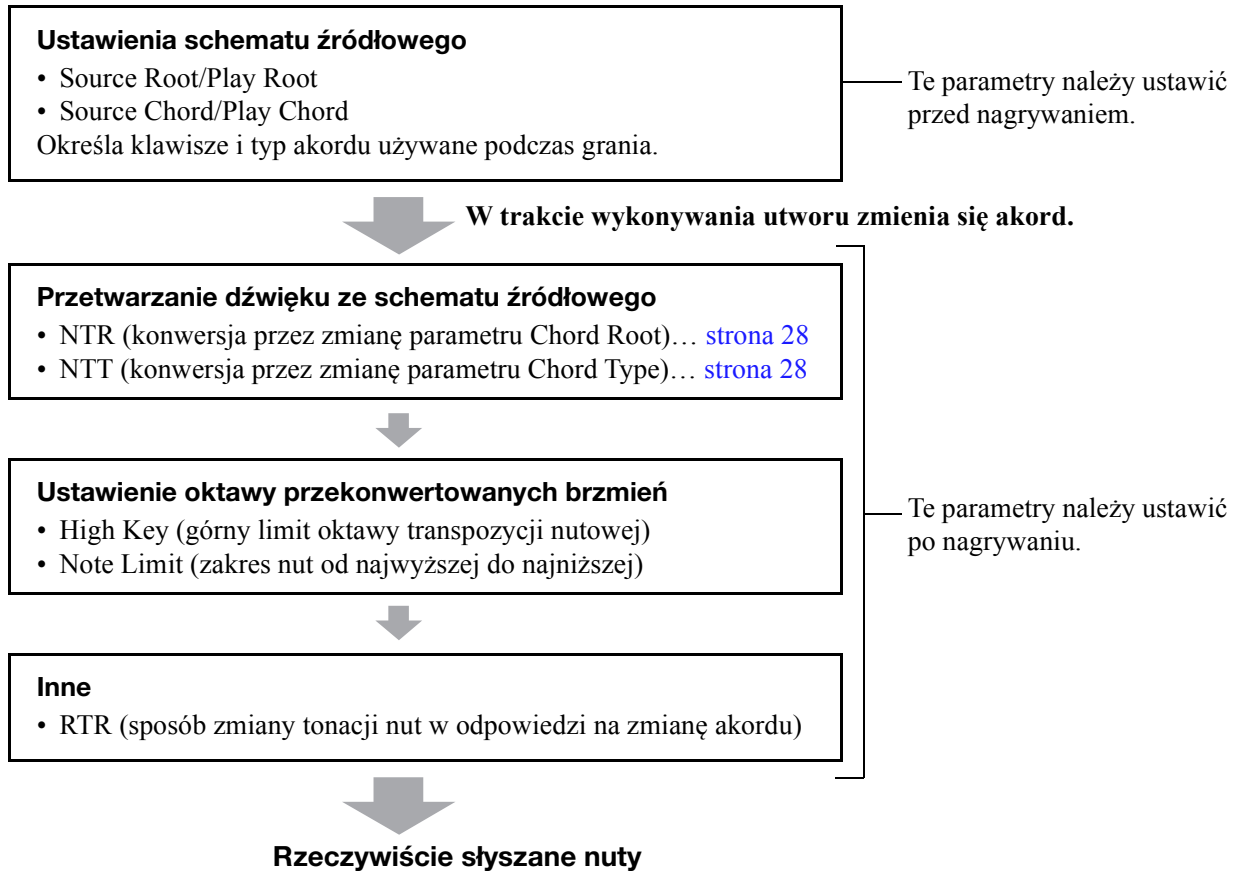 Ustawienia schematu źródłowego
• Source Root/Play Root
• Source Chord/Play Chord
Określa klawisze i typ akordu używane podczas grania.
Te parametry należy ustawić
przed nagrywaniem.
W trakcie wykonywania utworu zmienia się akord.
Przetwarzanie dźwięku ze schematu źródłowego
• NTR (konwersja przez zmianę parametru Chord Root)… strona 28
• NTT (konwersja przez zmianę parametru Chord Type)… strona 28
Ustawienie oktawy przekonwertowanych brzmień
• High Key (górny limit oktawy transpozycji nutowej)
• Note Limit (zakres nut od najwyższej do najniższej)
Te parametry należy ustawić
po nagrywaniu.
Inne
• RTR (sposób zmiany tonacji nut w odpowiedzi na zmianę akordu)
Rzeczywiście słyszane nuty